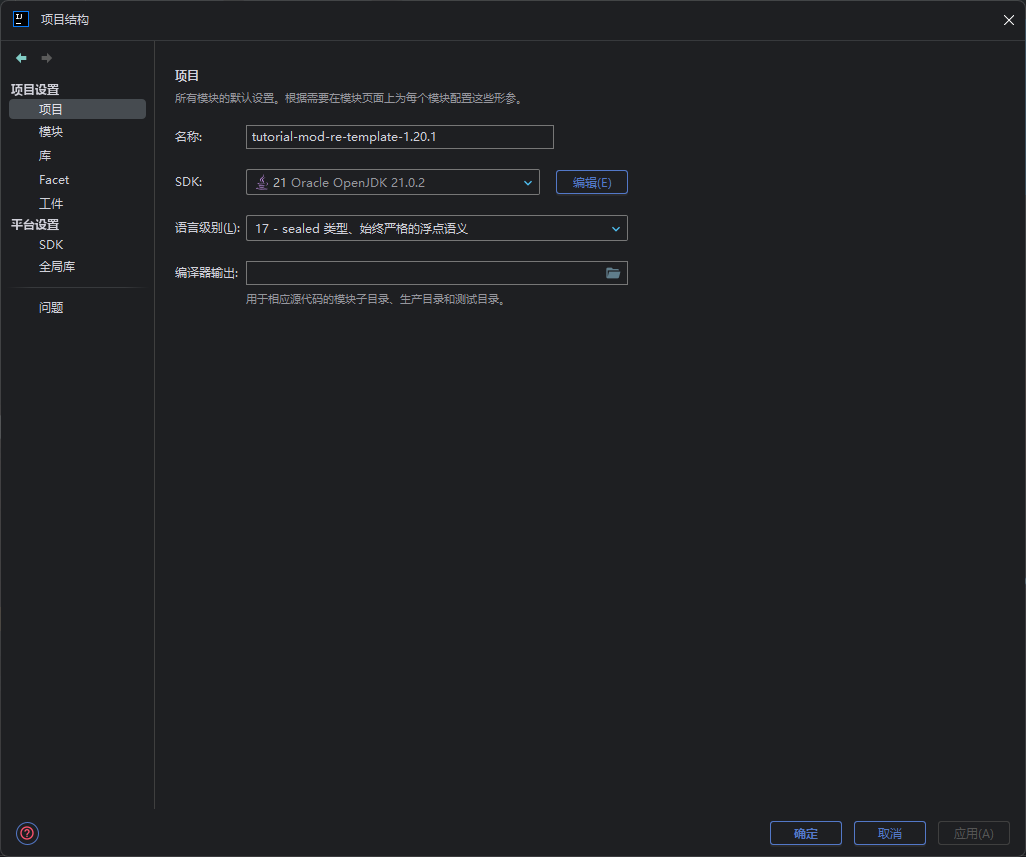 项目结构
项目设置
项目
模块
库
Facet
工件
平台设置
SDK
全局库
问题
项目
所有模块的默认设置。根据需要在模块页面上为每个模块配置这些形参。
名称: tutorial-mod-re-template-1.20.1
SDK: 21 Oracle OpenJDK 21.0.2 编辑(E)
语言级别(L): 17 - sealed 类型、始终严格的浮点语义
编译器输出:
用于相应源代码的模块子目录、生产目录和测试目录。
确定 取消 应用(A)